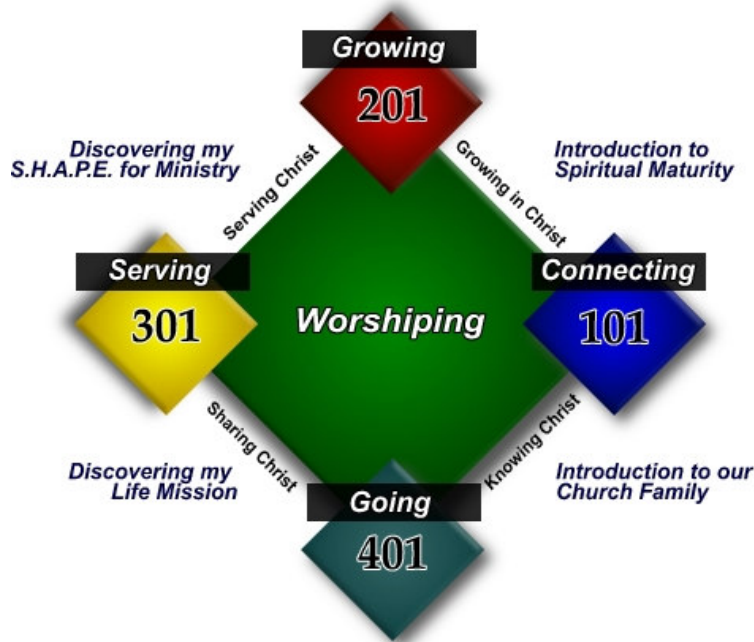 Growing
201
Discovering my
S.H.A.P.E. for Ministry
Serving Christ
Growing in Christ
Introduction to
Spiritual Maturity
Serving
301
Worshiping
Connecting
101
Discovering my
Life Mission
Sharing Christ
Knowing Christ
Introduction to our
Church Family
Going
401